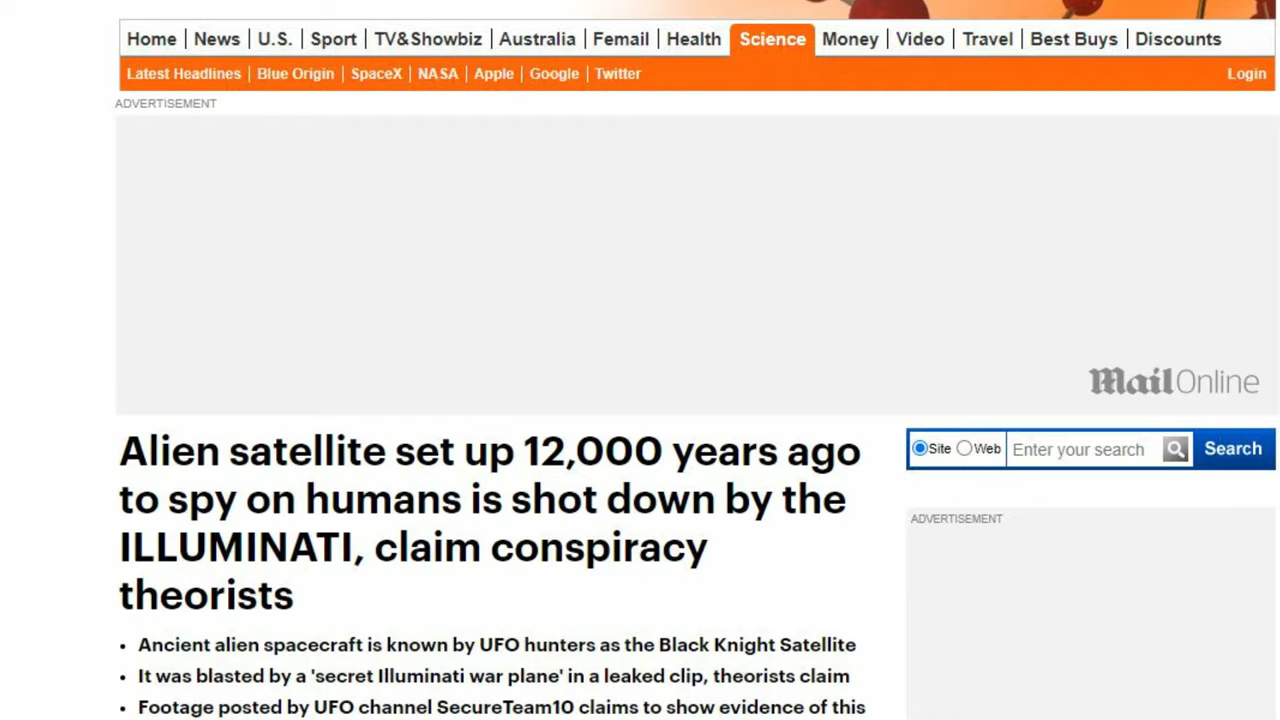 Home News U.S. Sport TV&Showbiz Australia Femail Health Science Money Video Travel Best Buys Discounts
Latest Headlines Blue Origin SpaceX NASA Apple Google Twitter Login
ADVERTISEMENT
Mail Online
Alien satellite set up 12,000 years ago
to spy on humans is shot down by the
ILLUMINATI, claim conspiracy
theorists
Site Web Enter your search Search
ADVERTISEMENT
• Ancient alien spacecraft is known by UFO hunters as the Black Knight Satellite
• It was blasted by a 'secret Illuminati war plane' in a leaked clip, theorists claim
• Footage posted by UFO channel SecureTeam10 claims to show evidence of this